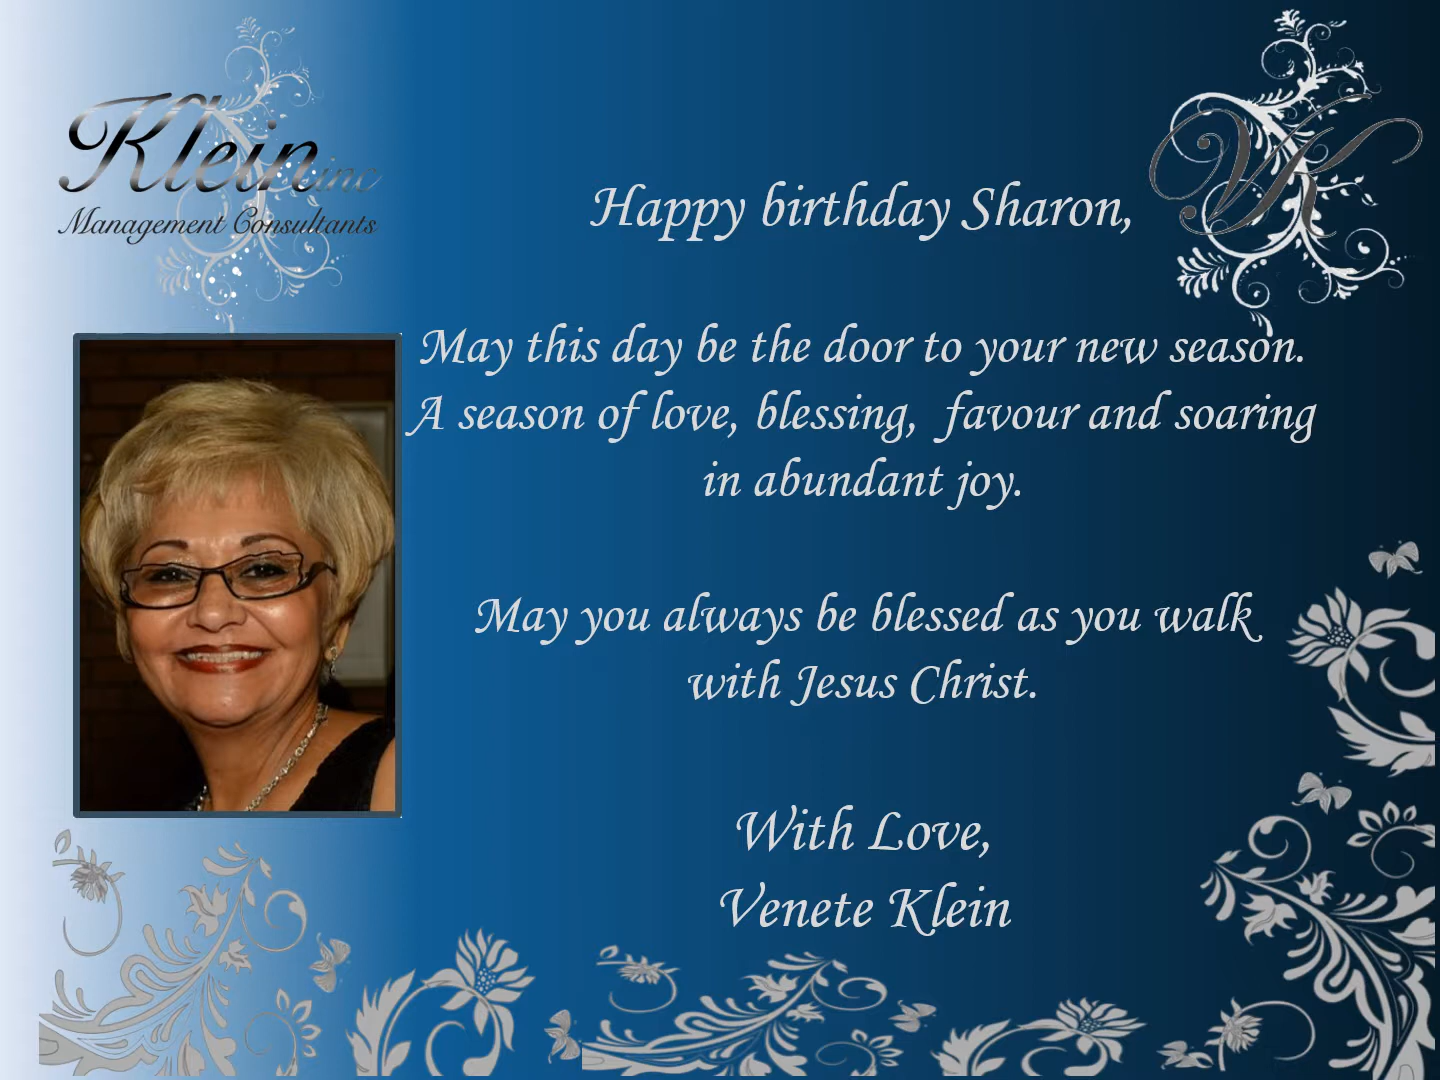 Klein inc
Management Consultants
VK
Happy birthday Sharon,
May this day be the door to your new season.
A season of love, blessing,  favour and soaring
in abundant joy.
May you always be blessed as you walk
with Jesus Christ.
With Love,
Venete Klein